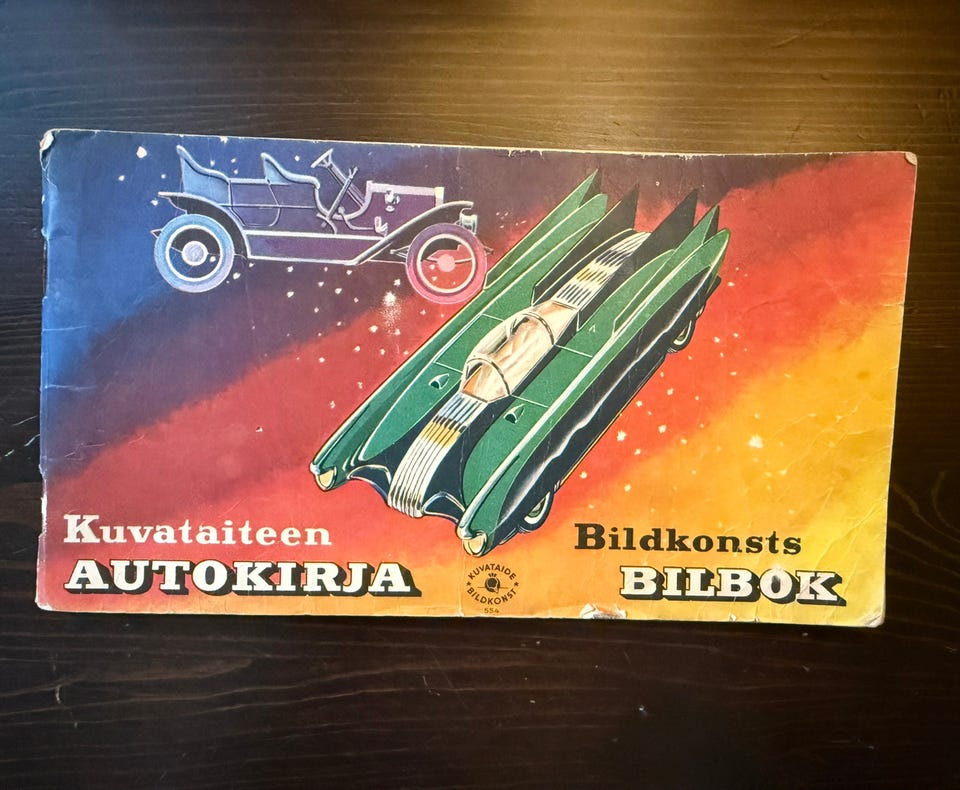 Kuvataiteen
AUTOKIRJA
KUVATAIDE
BILDKONST
554
Bildkonsts
BILBOK